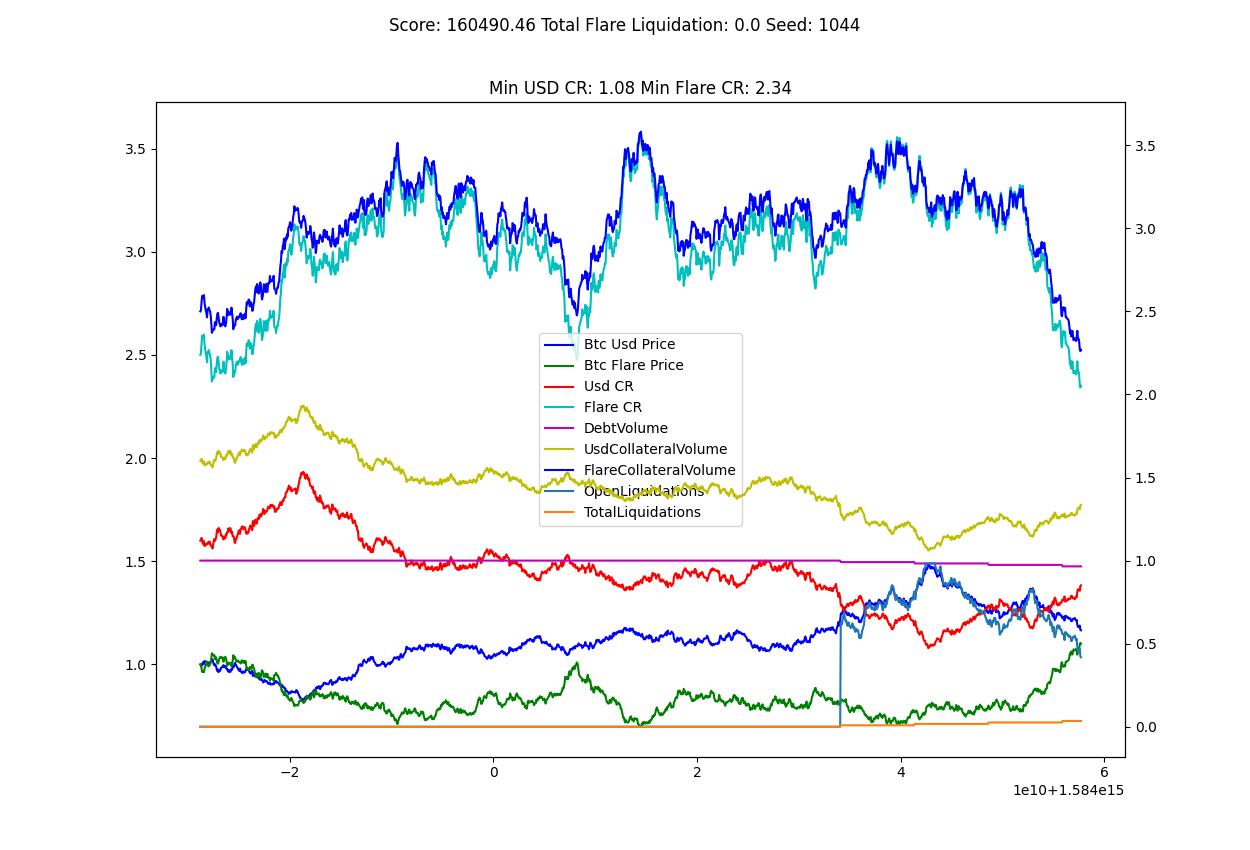 Score: 160490.46 Total Flare Liquidation: 0.0 Seed: 1044
Min USD CR: 1.08 Min Flare CR: 2.34
3.5
3.0
2.5
2.0
1.5
1.0
3.5
3.0
2.5
2.0
1.5
1.0
0.5
0.0
Btc Usd Price
Btc Flare Price
Usd CR
Flare CR
DebtVolume
UsdCollateralVolume
FlareCollateralVolume
OpenLiquidations
TotalLiquidations
−2
0
2
4
6
1e10+1.584e15